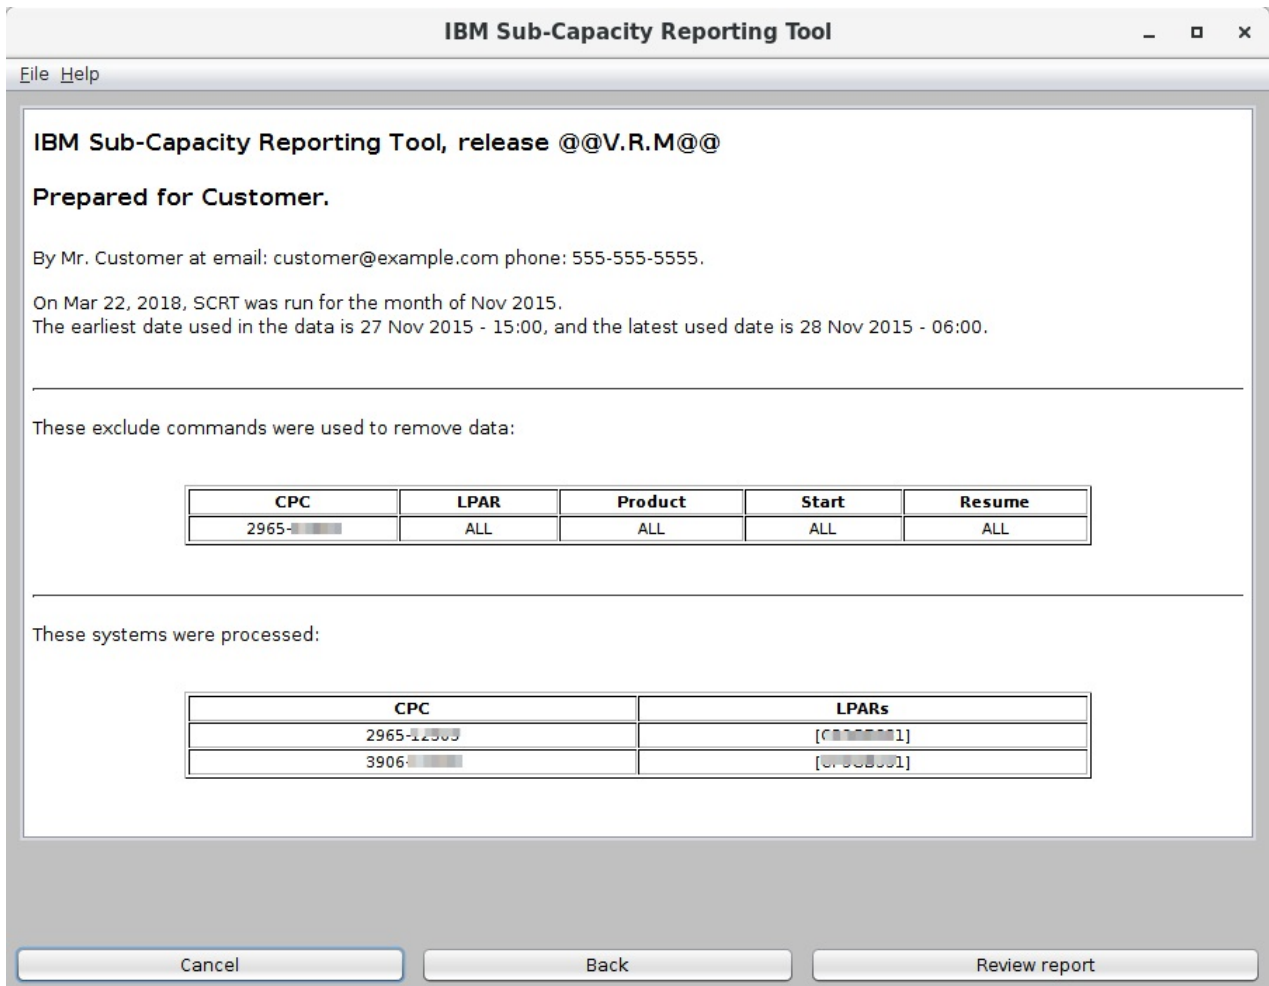 IBM Sub-Capacity Reporting Tool
File Help
IBM Sub-Capacity Reporting Tool, release @@V.R.M@@
Prepared for Customer.
By Mr. Customer at email: customer@example.com phone: 555-555-5555.
On Mar 22, 2018, SCRT was run for the month of Nov 2015.
The earliest date used in the data is 27 Nov 2015 - 15:00, and the latest used date is 28 Nov 2015 - 06:00.
These exclude commands were used to remove data:
CPC LPAR Product Start Resume
2965- ALL ALL ALL ALL
These systems were processed:
CPC LPARs
2965-
3906-
Cancel Back Review report